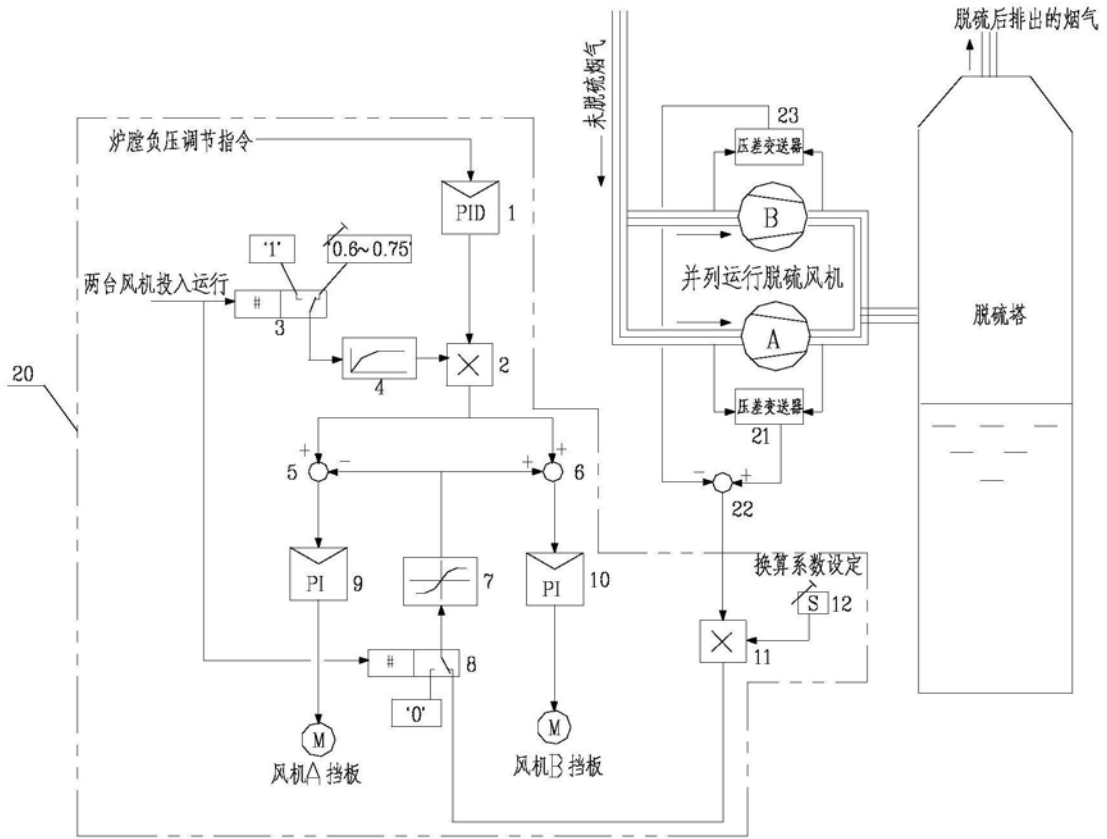 脱硫后排出的烟气
未脱硫烟气
23
压差变送器
炉膛负压调节指令
PID
1
B
'1'
'0.6~0.75'
两台风机投入运行
并列运行脱硫风机
#
3
A
脱硫塔
2
4
20
压差变送器
21
+
−
+
+
5
6
−
+
22
换算系数设定
PI
9
7
PI
10
S
12
#
8
11
'0'
M
M
风机A挡板
风机B挡板